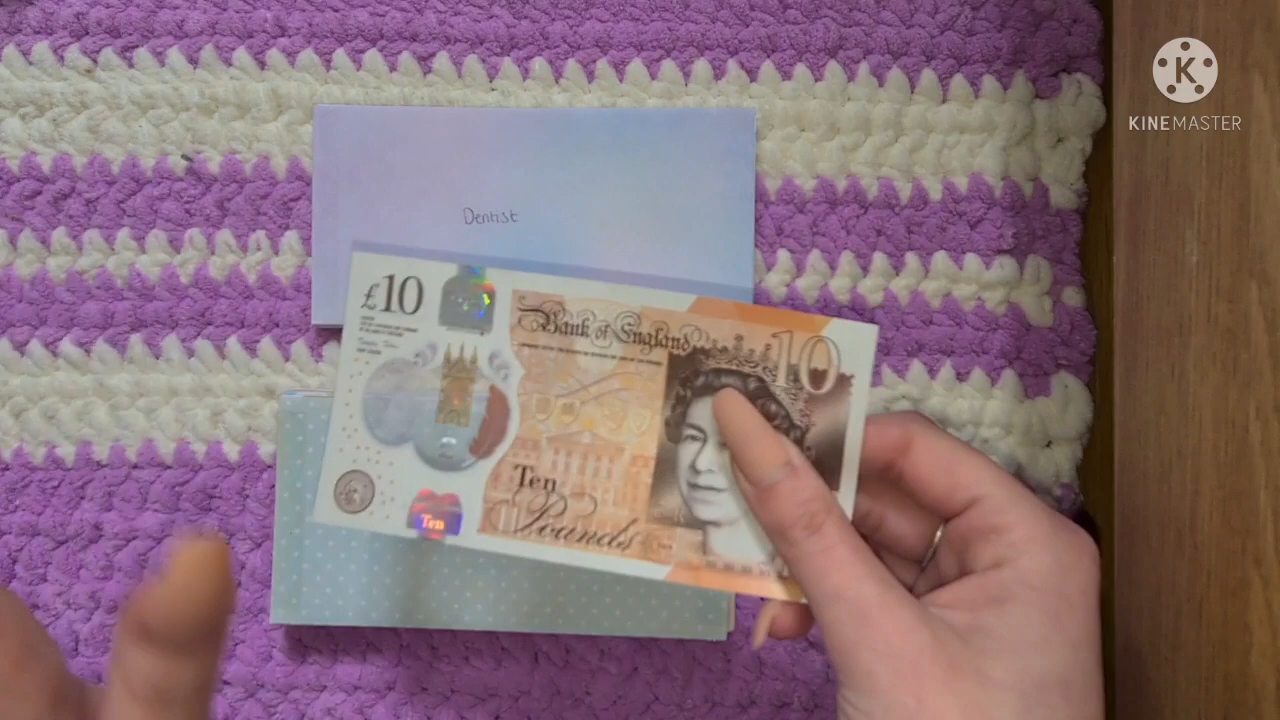 KINEMASTER
Dentist
£10
Bank of England
10
Ten
Pounds
Ten